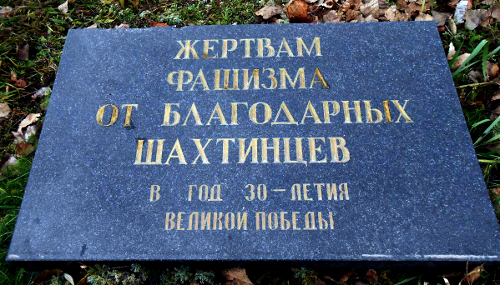 ЖЕРТВАМ
ФАШИЗМА
ОТ БЛАГОДАРНЫХ
ШАХТИНЦЕВ
В ГОД 30-ЛЕТИЯ
ВЕЛИКОЙ ПОБЕДЫ